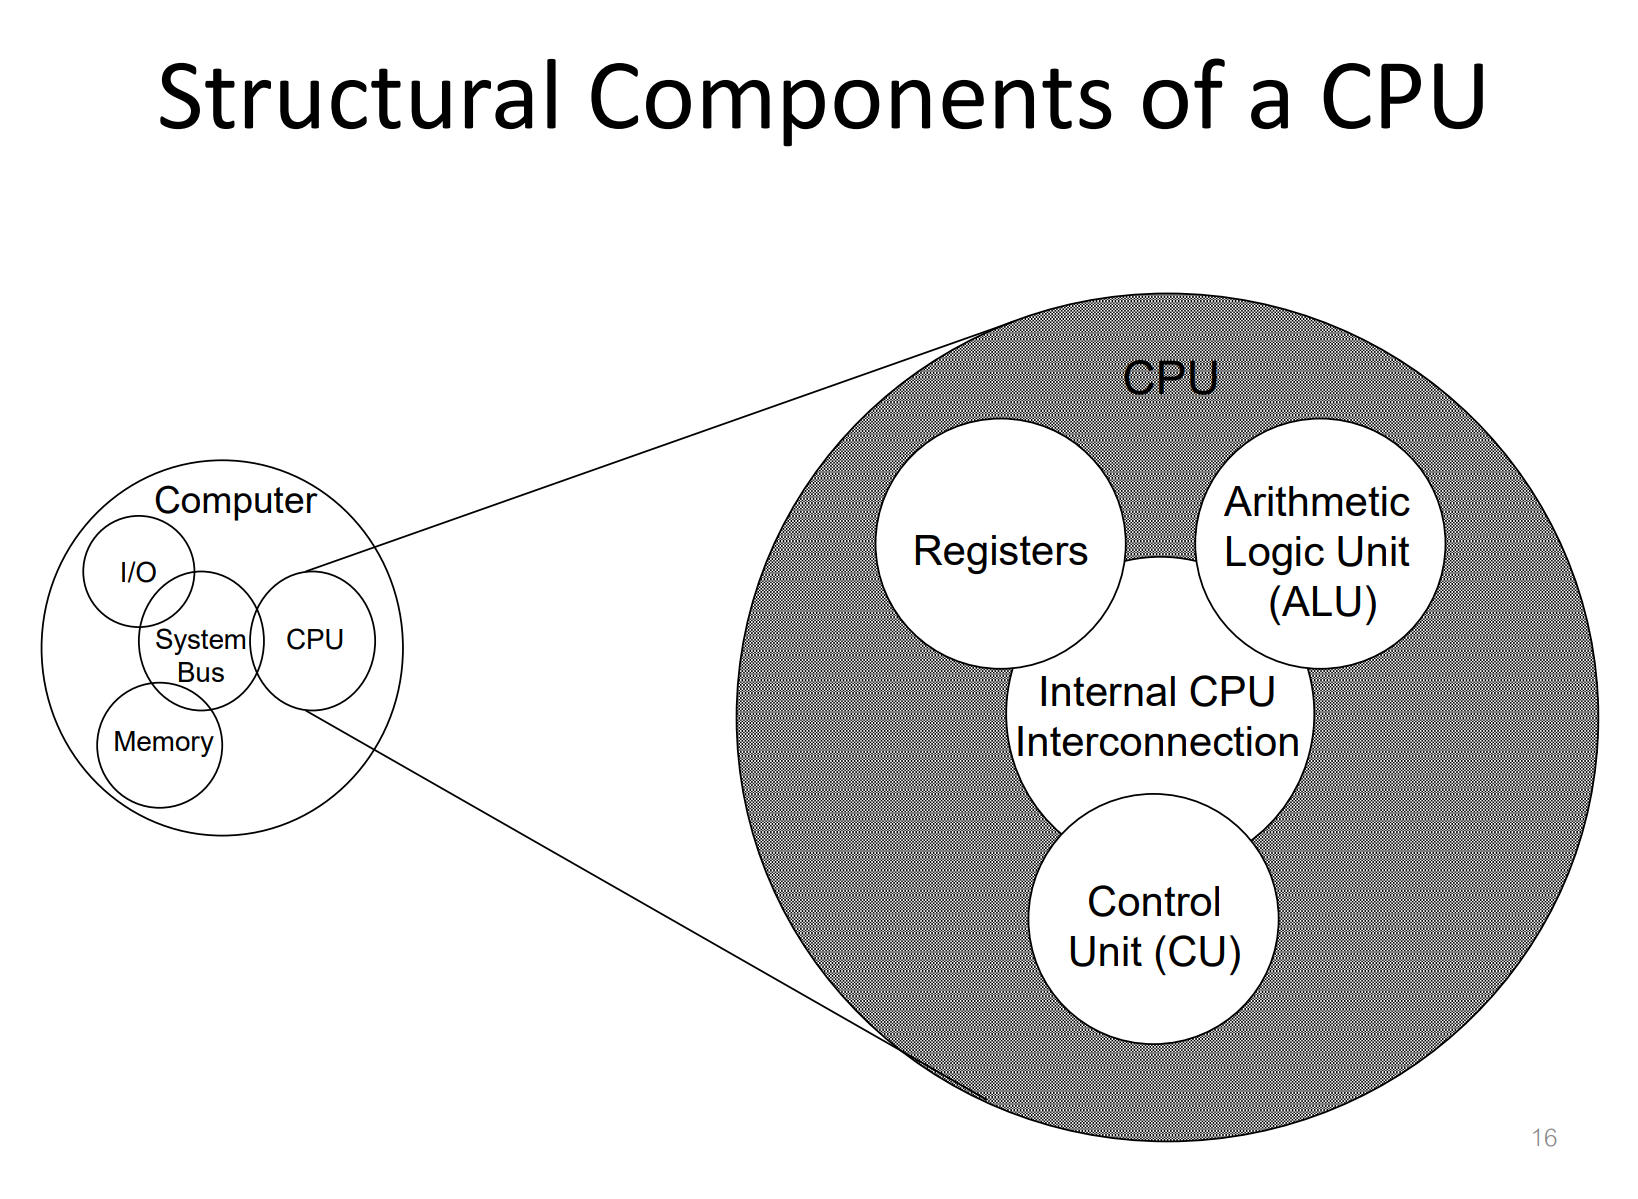 Structural Components of a CPU
Computer
I/O
System
Bus
CPU
Memory
CPU
Registers
Arithmetic
Logic Unit
(ALU)
Internal CPU
Interconnection
Control
Unit (CU)
16